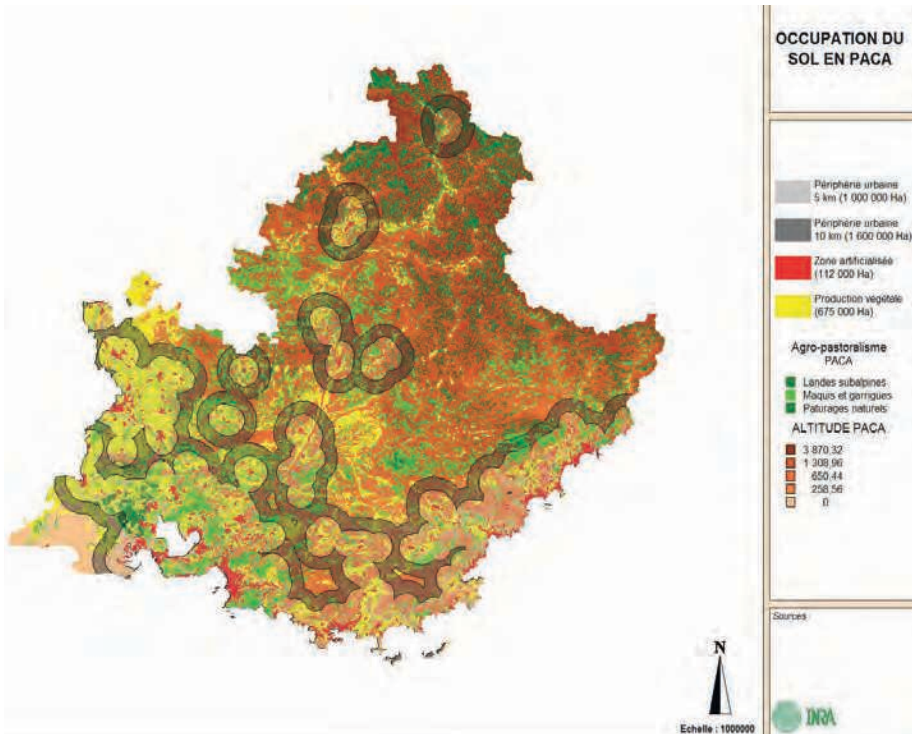 OCCUPATION DU
SOL EN PACA
Périphérie urbaine
5 km (1 000 000 Ha)
Périphérie urbaine
10 km (1 600 000 Ha)
Zone artificialisée
(112 000 Ha)
Production végétale
(675 000 Ha)
Agro-pastoralisme
PACA
Landes subalpines
Maquis et garrigues
Paturages naturels
ALTITUDE PACA
3 870,32
1 308,96
650,44
258,56
0
Sources
N
INRA
Echelle : 1000000